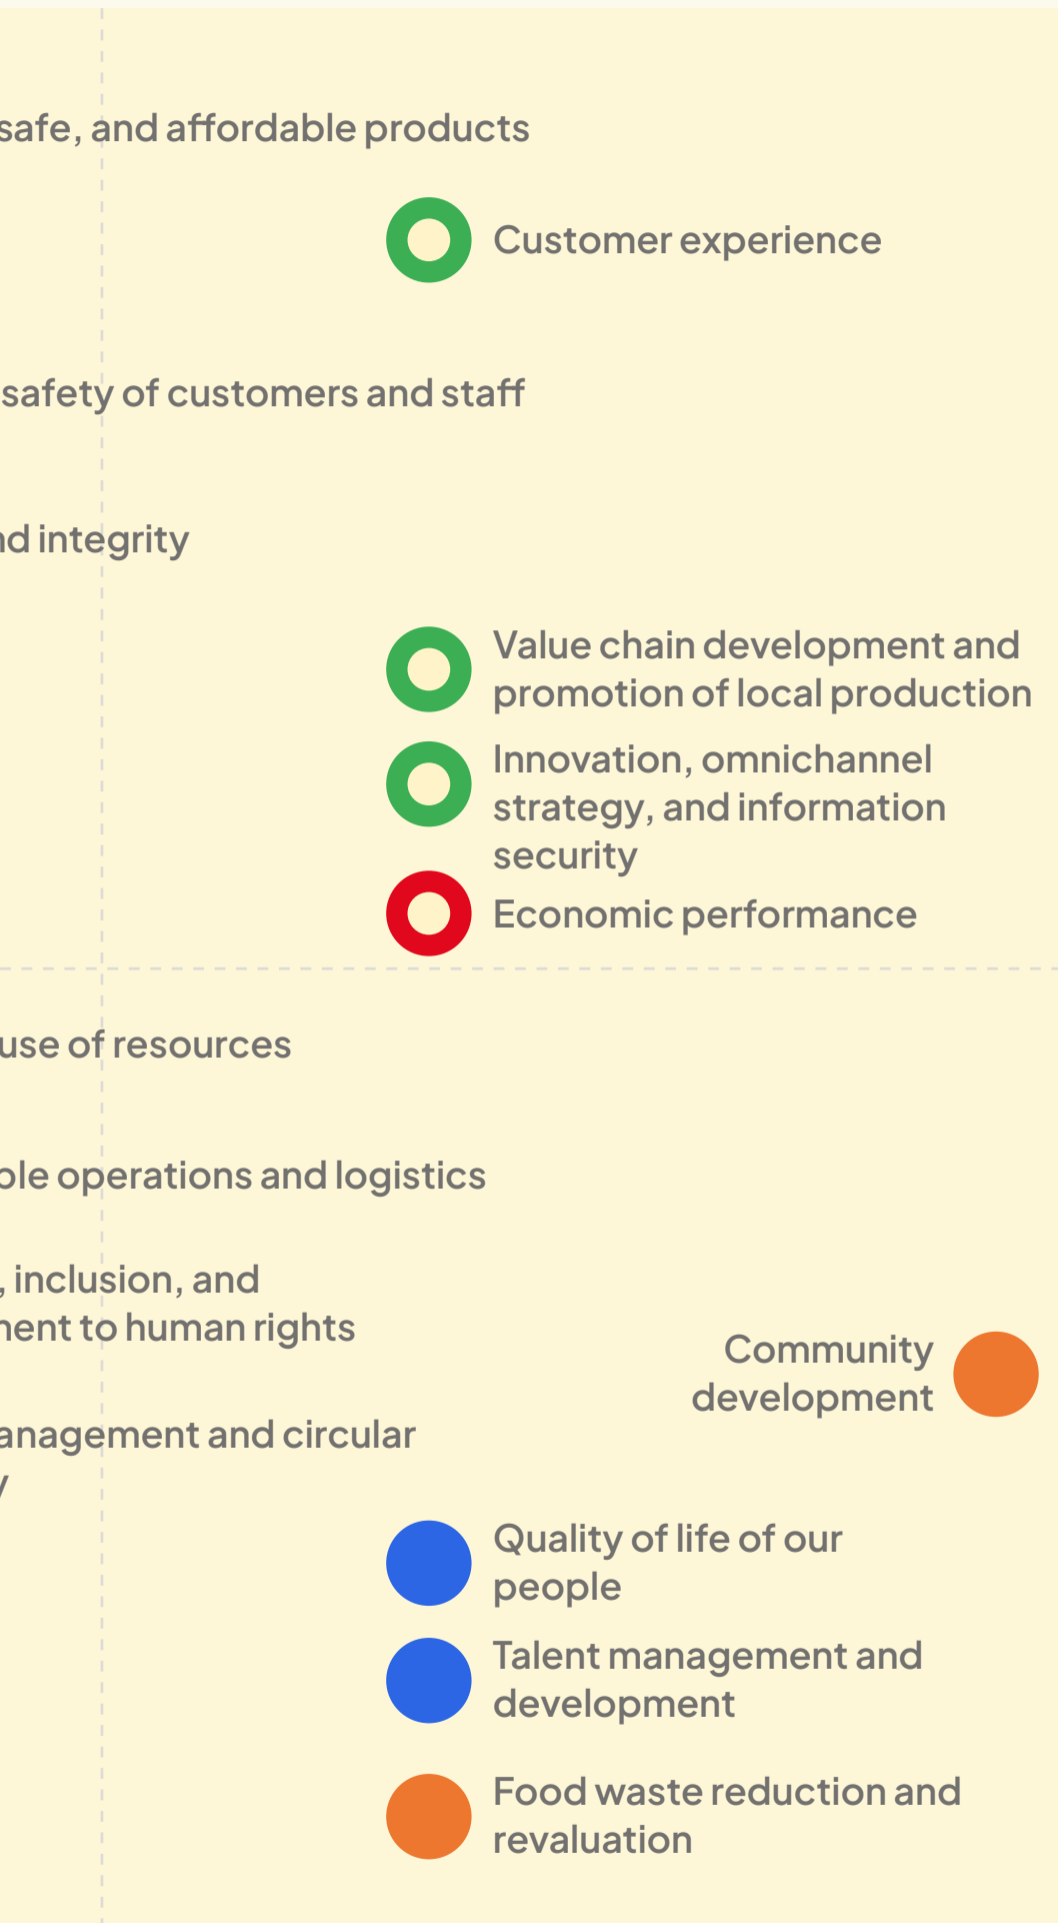 safe, and affordable products
Customer experience
safety of customers and staff
nd integrity
Value chain development and
promotion of local production
Innovation, omnichannel
strategy, and information
security
Economic performance
use of resources
ble operations and logistics
, inclusion, and
ment to human rights
Community
development
anagement and circular
y
Quality of life of our
people
Talent management and
development
Food waste reduction and
revaluation